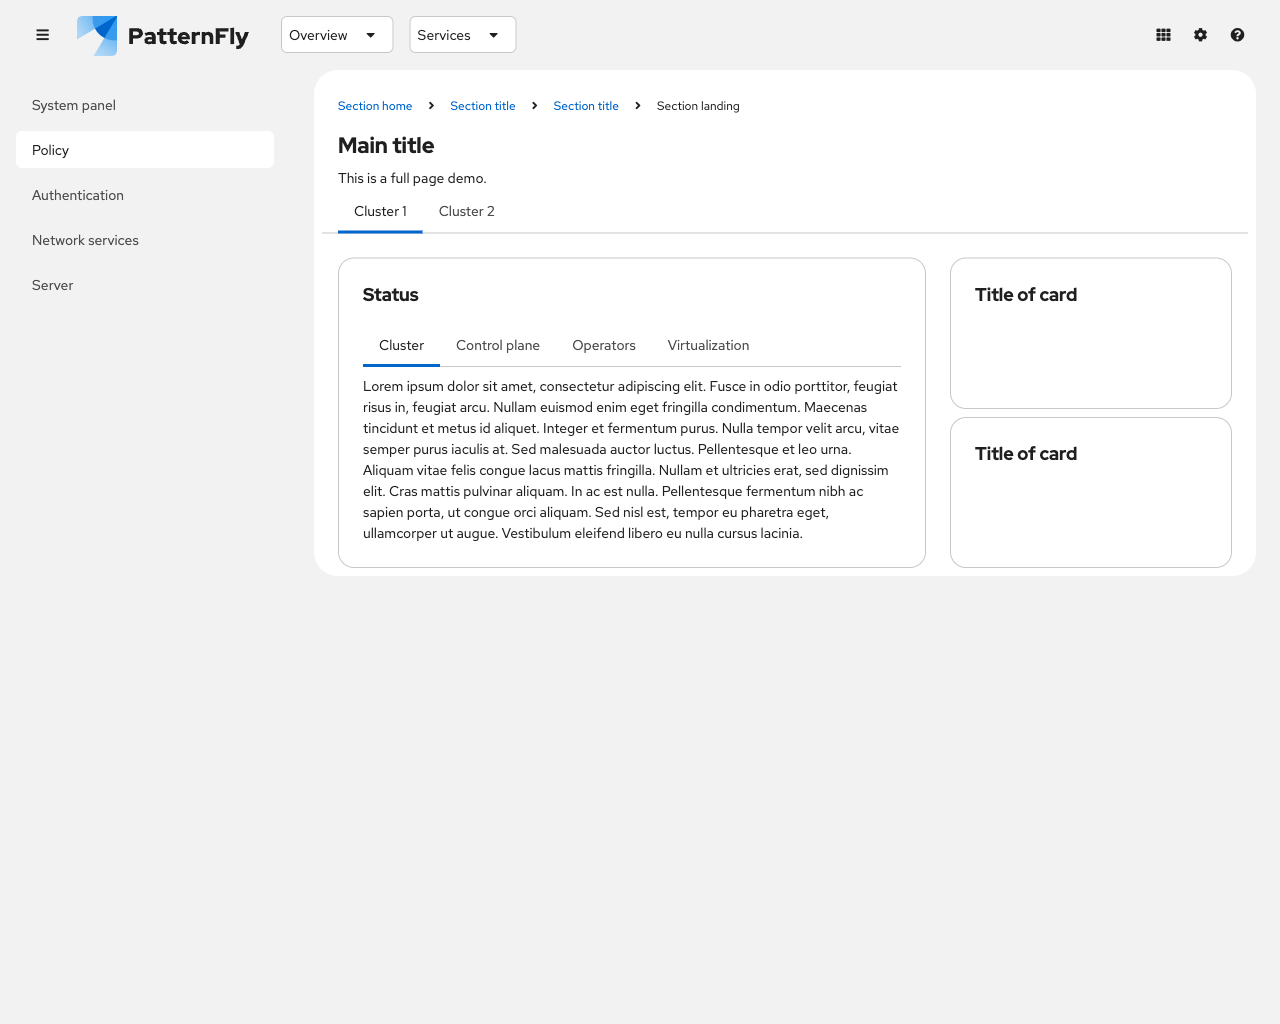 PatternFly
Overview
Services
System panel
Policy
Authentication
Network services
Server
Section home
Section title
Section title
Section landing
Main title
This is a full page demo.
Cluster 1
Cluster 2
Status
Cluster
Control plane
Operators
Virtualization
Lorem ipsum dolor sit amet, consectetur adipiscing elit. Fusce in odio porttitor, feugiat
risus in, feugiat arcu. Nullam euismod enim eget fringilla condimentum. Maecenas
tincidunt et metus id aliquet. Integer et fermentum purus. Nulla tempor velit arcu, vitae
semper purus iaculis at. Sed malesuada auctor luctus. Pellentesque et leo urna.
Aliquam vitae felis congue lacus mattis fringilla. Nullam et ultricies erat, sed dignissim
elit. Cras mattis pulvinar aliquam. In ac est nulla. Pellentesque fermentum nibh ac
sapien porta, ut congue orci aliquam. Sed nisl est, tempor eu pharetra eget,
ullamcorper ut augue. Vestibulum eleifend libero eu nulla cursus lacinia.
Title of card
Title of card